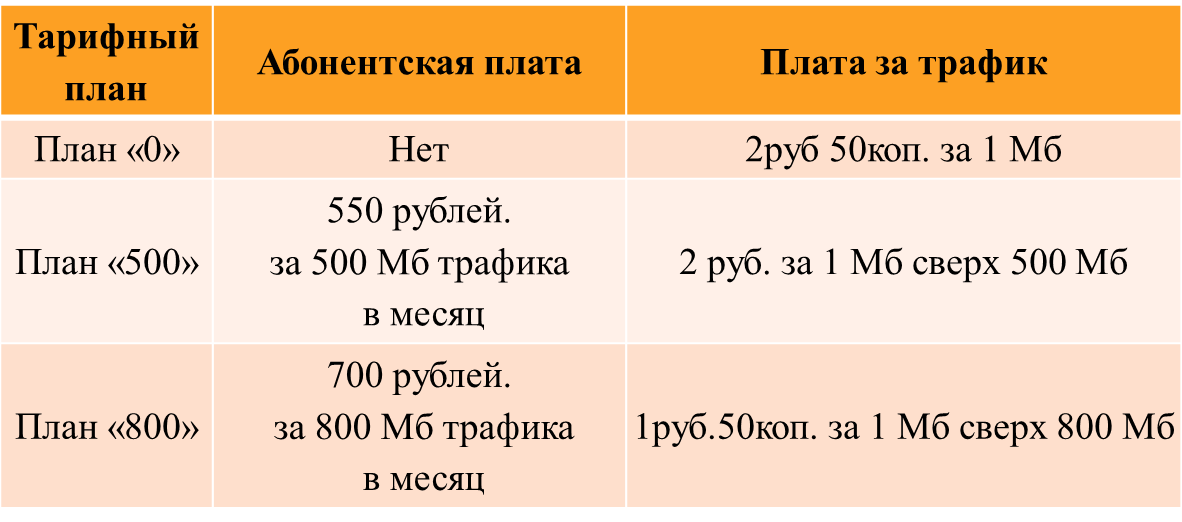 Тарифный
план
Абонентская плата
Плата за трафик
План «0»
Нет
2руб 50коп. за 1 Мб
План «500»
550 рублей.
за 500 Мб трафика
в месяц
2 руб. за 1 Мб сверх 500 Мб
План «800»
700 рублей.
за 800 Мб трафика
в месяц
1руб.50коп. за 1 Мб сверх 800 Мб